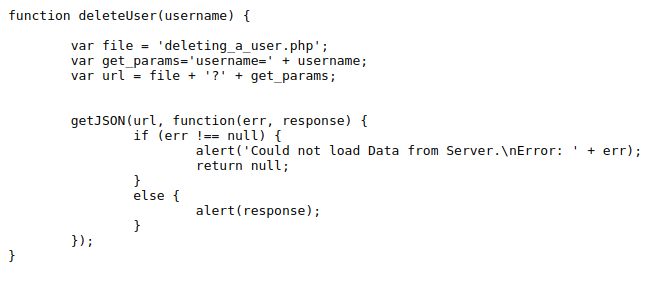 function deleteUser(username) {
var file = 'deleting_a_user.php';
var get_params='username=' + username;
var url = file + '?' + get_params;
getJSON(url, function(err, response) {
if (err !== null) {
alert('Could not load Data from Server.\nError: ' + err);
return null;
}
else {
alert(response);
}
});
}